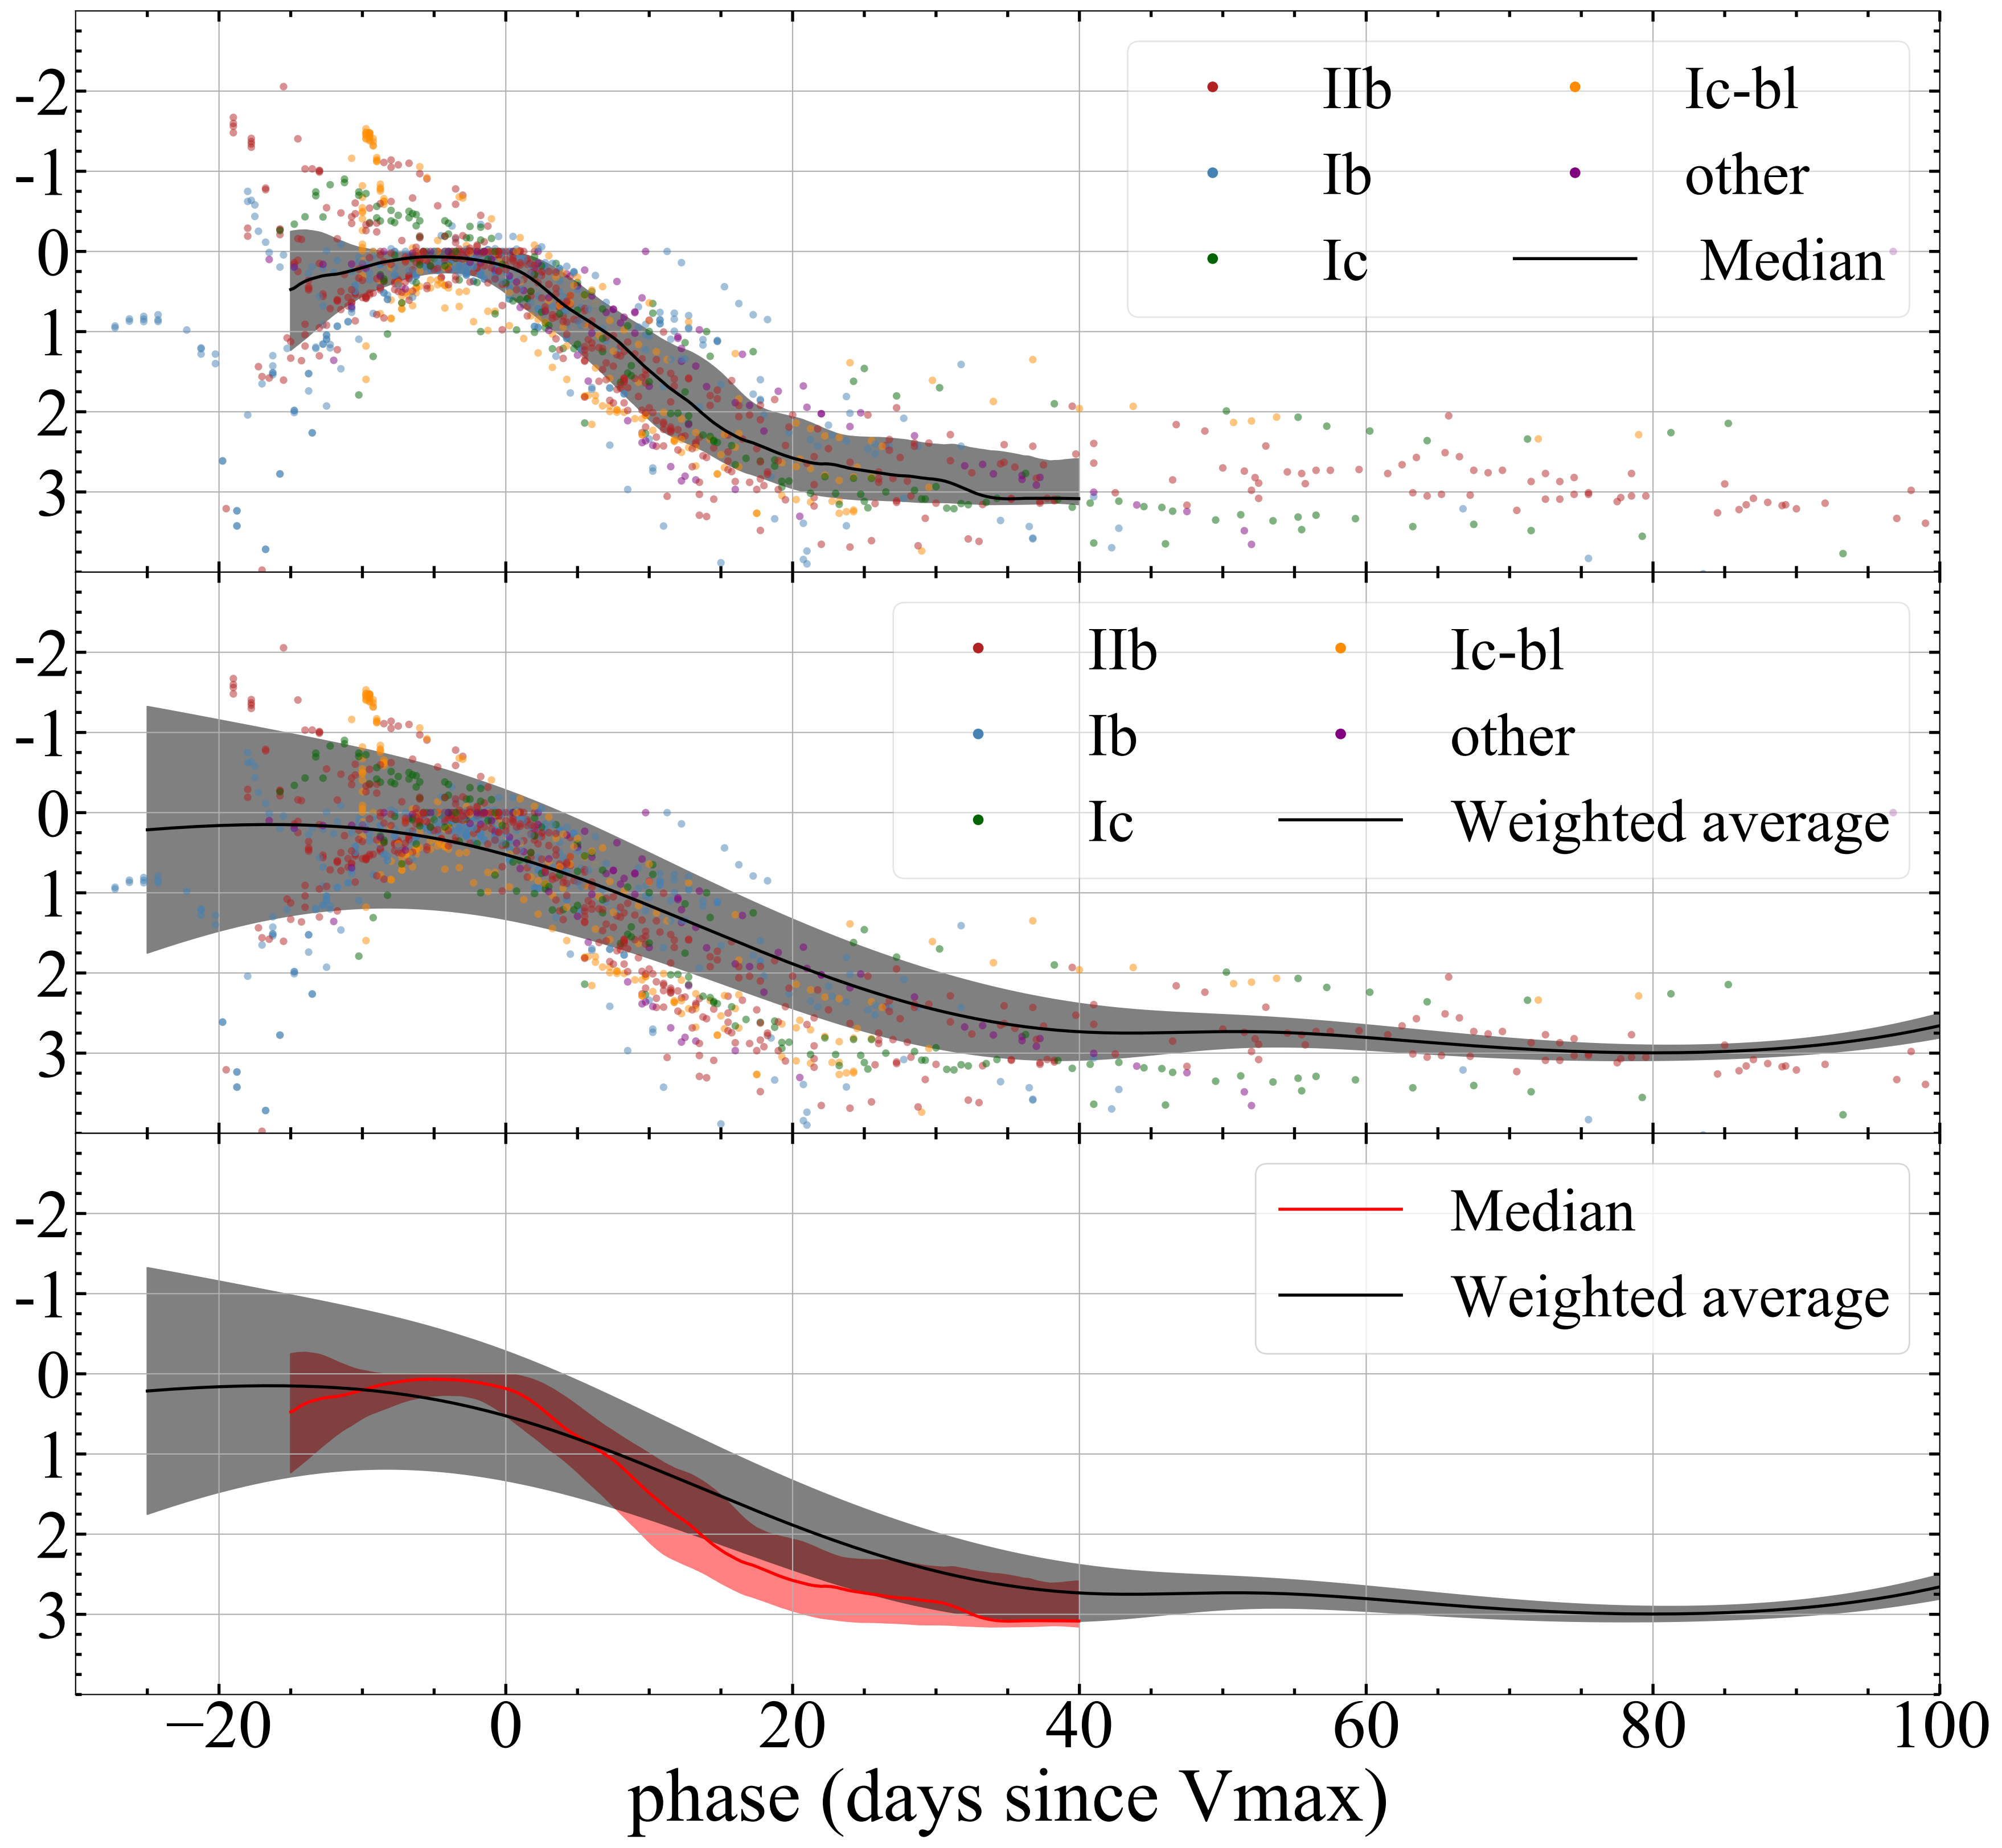 -2
-1
0
1
2
3
IIb Ic-bl
Ib other
Ic Median
-2
-1
0
1
2
3
IIb Ic-bl
Ib other
Ic Weighted average
-2
-1
0
1
2
3
Median
Weighted average
−20 0 20 40 60 80 100
phase (days since Vmax)